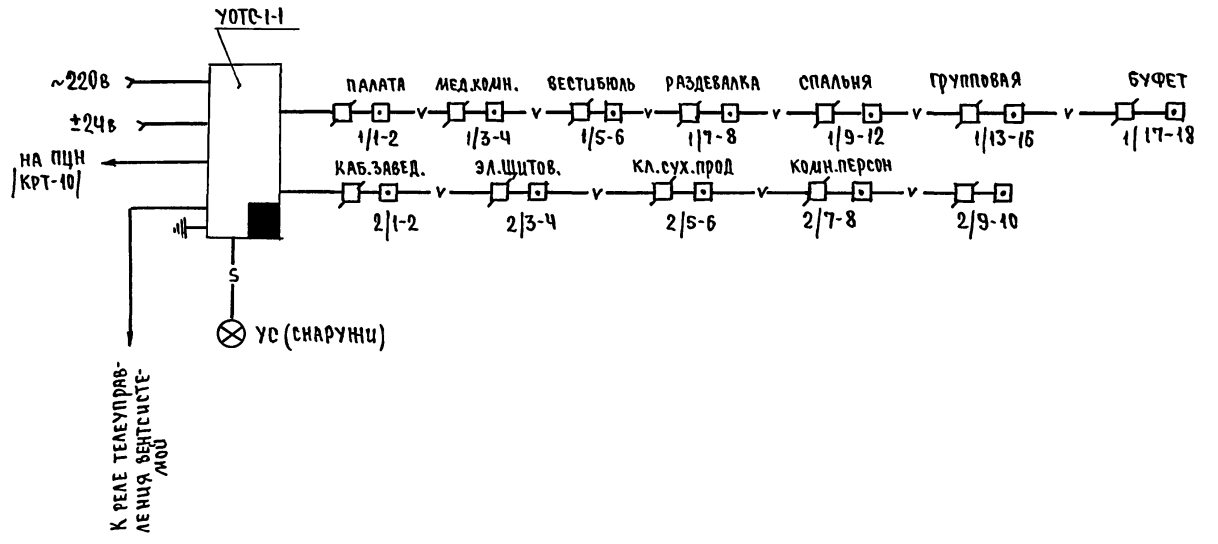 УОТС-1-1
~220в
±24в
НА ПЦН
/КРТ-10/
К РЕЛЕ ТЕЛЕУПРАВ-
ЛЕНИЯ ВЕНТСИСТЕ-
МОЙ
S
УС (СНАРУЖИ)
ПАЛАТА МЕД.КОМН. ВЕСТИБЮЛЬ РАЗДЕВАЛКА СПАЛЬНЯ ГРУППОВАЯ БУФЕТ
v v v v v v
1/1-2 1/3-4 1/5-6 1/7-8 1/9-12 1/13-16 1/17-18
КАБ.ЗАВЕД. ЭЛ.ЩИТОВ. КЛ.СУХ.ПРОД КОМН.ПЕРСОН
v v v v
2/1-2 2/3-4 2/5-6 2/7-8 2/9-10